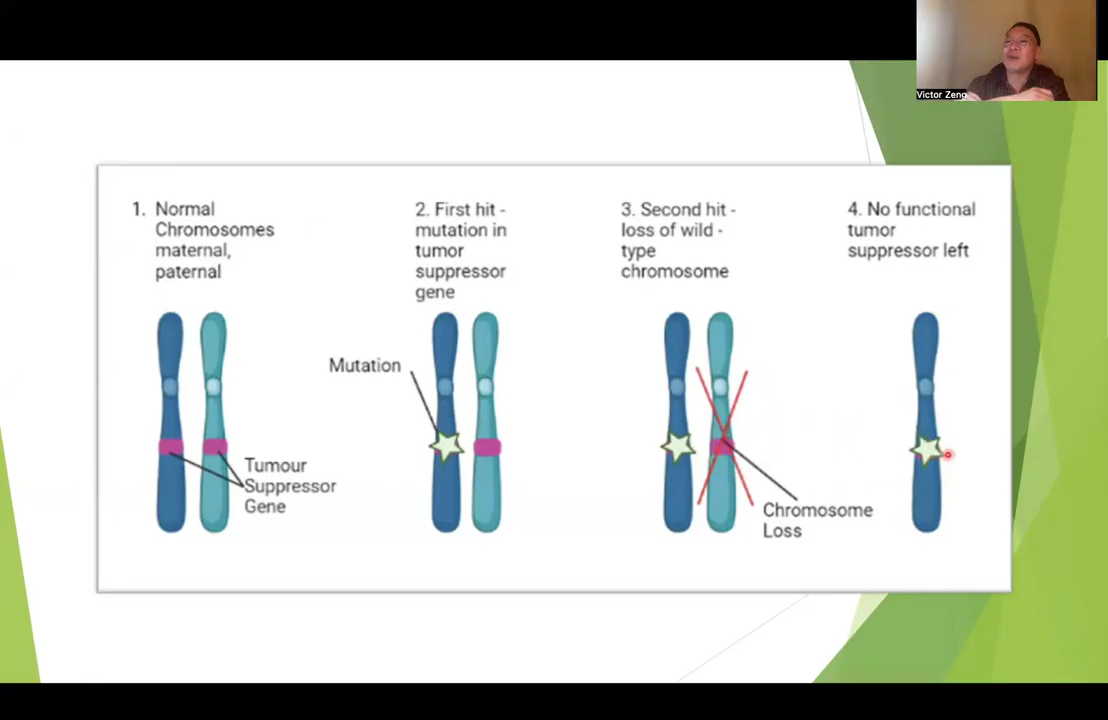 Victor Zeng
1. Normal
Chromosomes
maternal,
paternal
2. First hit -
mutation in
tumor
suppressor
gene
3. Second hit -
loss of wild -
type
chromosome
4. No functional
tumor
suppressor left
Mutation
Tumour
Suppressor
Gene
Chromosome
Loss